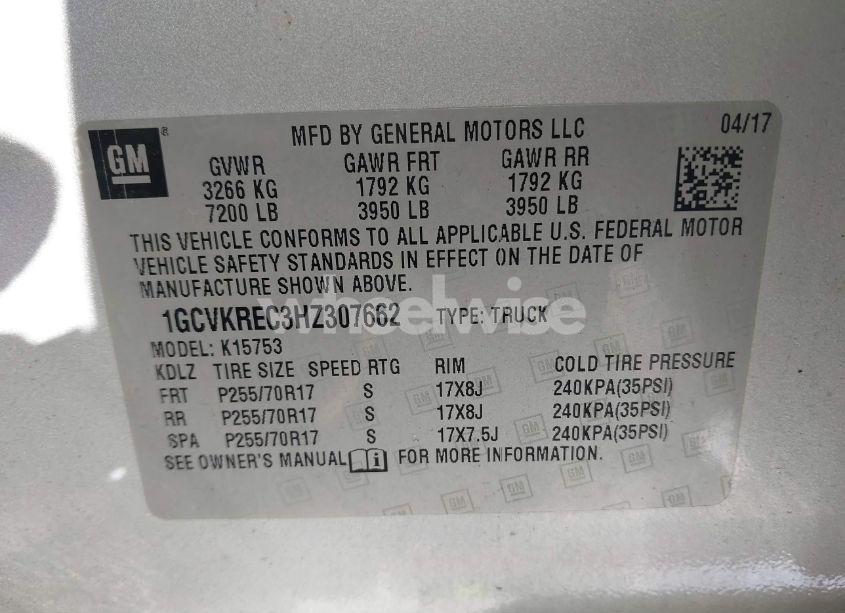 GM® MFD BY GENERAL MOTORS LLC 04/17
GVWR GAWR FRT GAWR RR
3266 KG 1792 KG 1792 KG
7200 LB 3950 LB 3950 LB
THIS VEHICLE CONFORMS TO ALL APPLICABLE U.S. FEDERAL MOTOR
VEHICLE SAFETY STANDARDS IN EFFECT ON THE DATE OF
MANUFACTURE SHOWN ABOVE.
wheelwise
1GCVKREC3HZ307662 TYPE: TRUCK
MODEL: K15753
KDLZ TIRE SIZE SPEED RTG RIM COLD TIRE PRESSURE
FRT P255/70R17 S 17X8J 240KPA(35PSI)
RR P255/70R17 S 17X8J 240KPA(35PSI)
SPA P255/70R17 S 17X7.5J 240KPA(35PSI)
SEE OWNER'S MANUAL i FOR MORE INFORMATION.